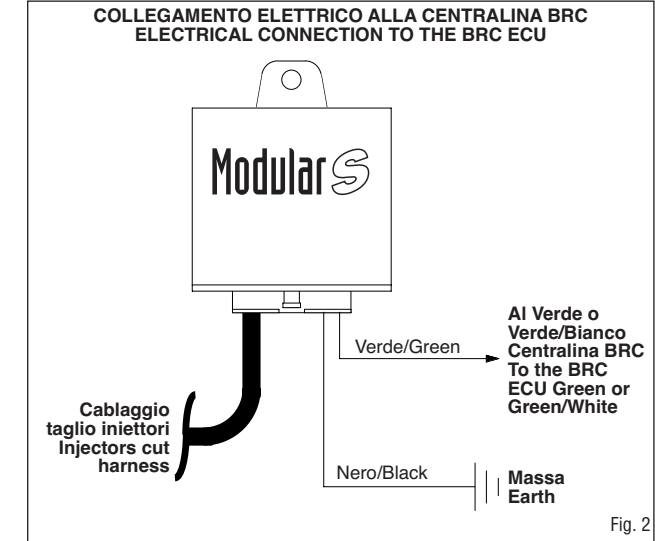 COLLEGAMENTO ELETTRICO ALLA CENTRALINA BRC
ELECTRICAL CONNECTION TO THE BRC ECU
Modular S
Verde/Green
Al Verde o
Verde/Bianco
Centralina BRC
To the BRC
ECU Green or
Green/White
Cablaggio
taglio iniettori
Injectors cut
harness
Nero/Black
Massa
Earth
Fig. 2